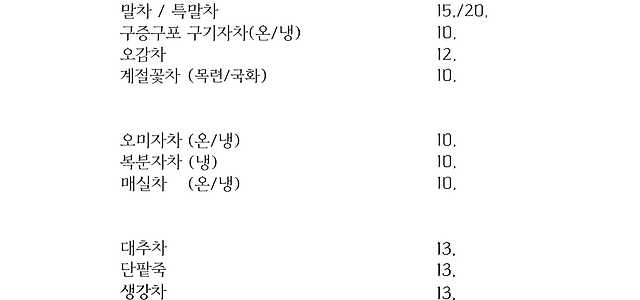 말차 / 특말차 15./20.
구증구포 구기자차(온/냉) 10.
오감차 12.
계절꽃차 (목련/국화) 10.
오미자차 (온/냉) 10.
복분자차 (냉) 10.
매실차 (온/냉) 10.
대추차 13.
단팥죽 13.
생강차 13.